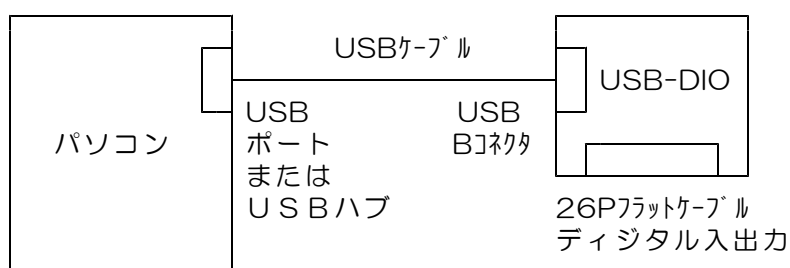 USBｹｰﾌﾞﾙ
USB-DIO
パソコン
USB
ポート
または
ＵＳＢハブ
USB
Bｺﾈｸﾀ
26Pﾌﾗｯﾄｹｰﾌﾞﾙ
ディジタル入出力